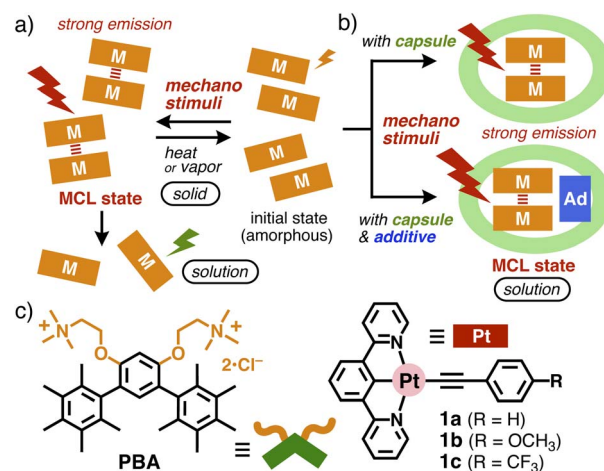 a)
strong emission
M
M
M
M
MCL state
mechano
stimuli
heat
or vapor
solid
M
M
M
M
initial state
(amorphous)
M
M
solution
b)
with capsule
mechano
stimuli
with capsule
& additive
M
M
strong emission
M
M
Ad
MCL state
solution
c)
N
+
O
O
N
+
2•Cl−
PBA
≡
N
Pt
N
R
≡ Pt
1a (R = H)
1b (R = OCH3)
1c (R = CF3)